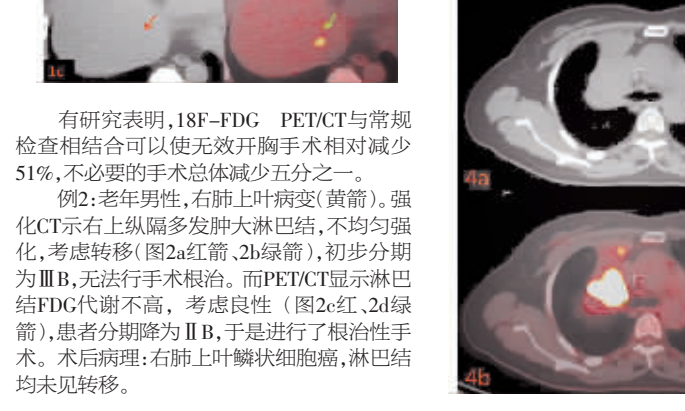 1c
有研究表明,18F-FDG PET/CT与常规
检查相结合可以使无效开胸手术相对减少
51%,不必要的手术总体减少五分之一。
例2:老年男性,右肺上叶病变(黄箭)。强
化CT示右上纵隔多发肿大淋巴结,不均匀强
化,考虑转移(图2a红箭、2b绿箭),初步分期
为ⅢB,无法行手术根治。而PET/CT显示淋巴
结FDG代谢不高,考虑良性(图2c红、2d绿
箭),患者分期降为ⅡB,于是进行了根治性手
术。术后病理:右肺上叶鳞状细胞癌,淋巴结
均未见转移。
4a
4b